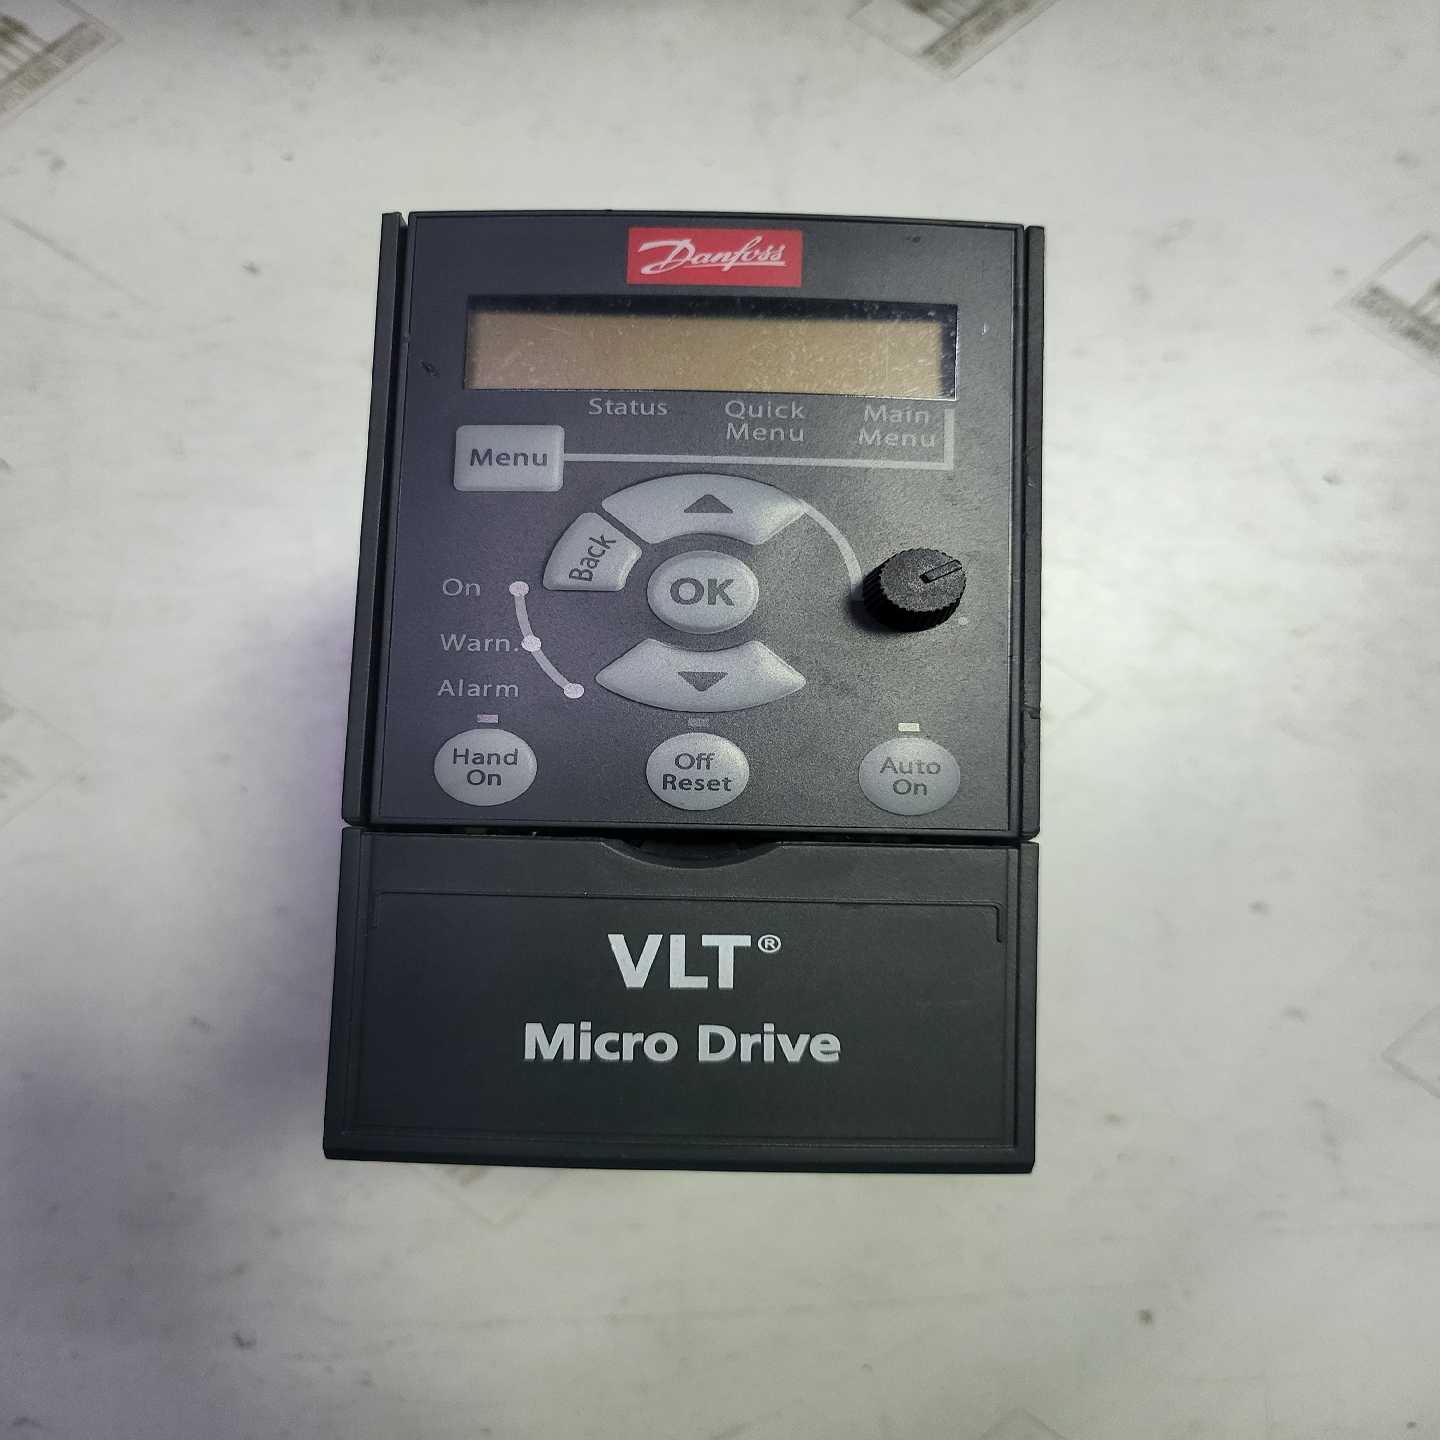 Danfoss
Status
Quick
Menu
Main
Menu
Menu
Back
OK
On
Warn.
Alarm
Hand
On
Off
Reset
Auto
On
VLT®
Micro Drive